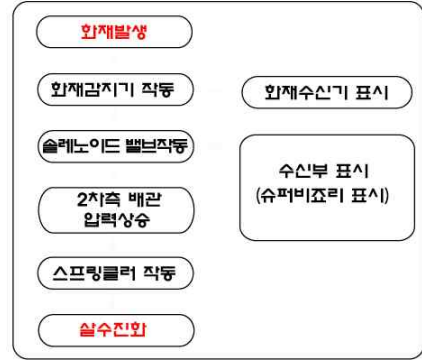 화재발생
화재감지기 작동
화재수신기 표시
솔레노이드 밸브작동
수신부 표시
(슈퍼비죠리 표시)
2차측 배관
압력상승
스프링클러 작동
살수진화